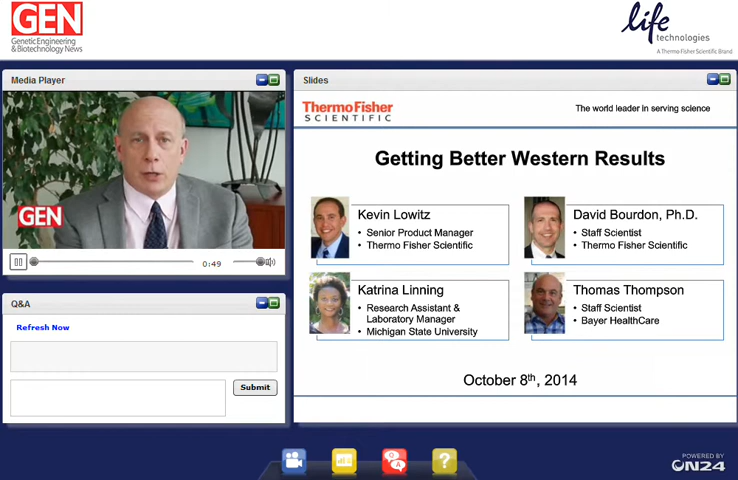 GEN
Genetic Engineering
& Biotechnology News
life
technologies
A Thermo Fisher Scientific Brand
Media Player
GEN
0:49
Q&A
Refresh Now
Submit
Slides
ThermoFisher
SCIENTIFIC
The world leader in serving science
Getting Better Western Results
Kevin Lowitz
• Senior Product Manager
• Thermo Fisher Scientific
David Bourdon, Ph.D.
• Staff Scientist
• Thermo Fisher Scientific
Katrina Linning
• Research Assistant &
Laboratory Manager
• Michigan State University
Thomas Thompson
• Staff Scientist
• Bayer HealthCare
October 8th, 2014
Q
A
?
POWERED BY
ON24